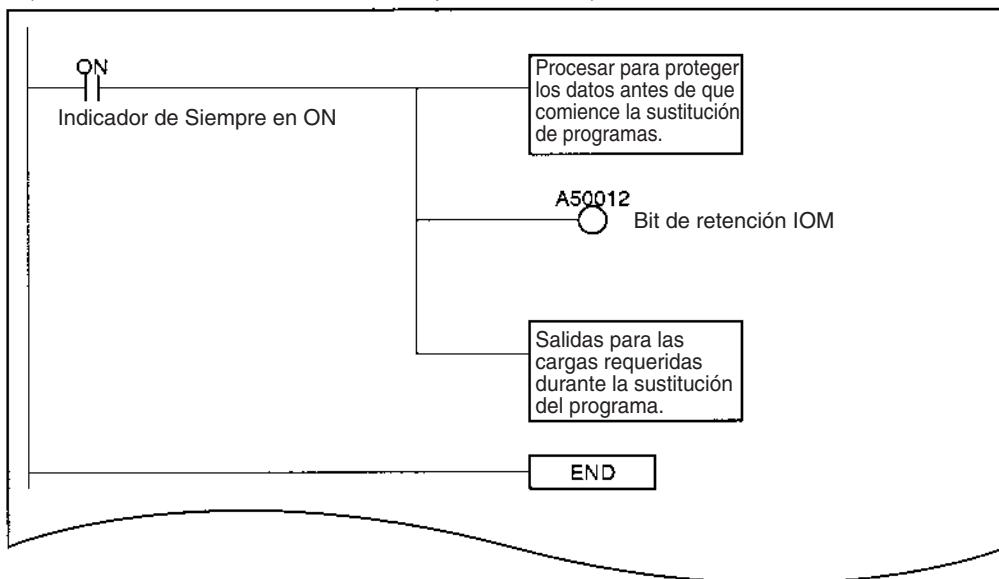 ON
Indicador de Siempre en ON
Procesar para proteger
los datos antes de que
comience la sustitución
de programas.
A50012
Bit de retención IOM
Salidas para las
cargas requeridas
durante la sustitución
del programa.
END